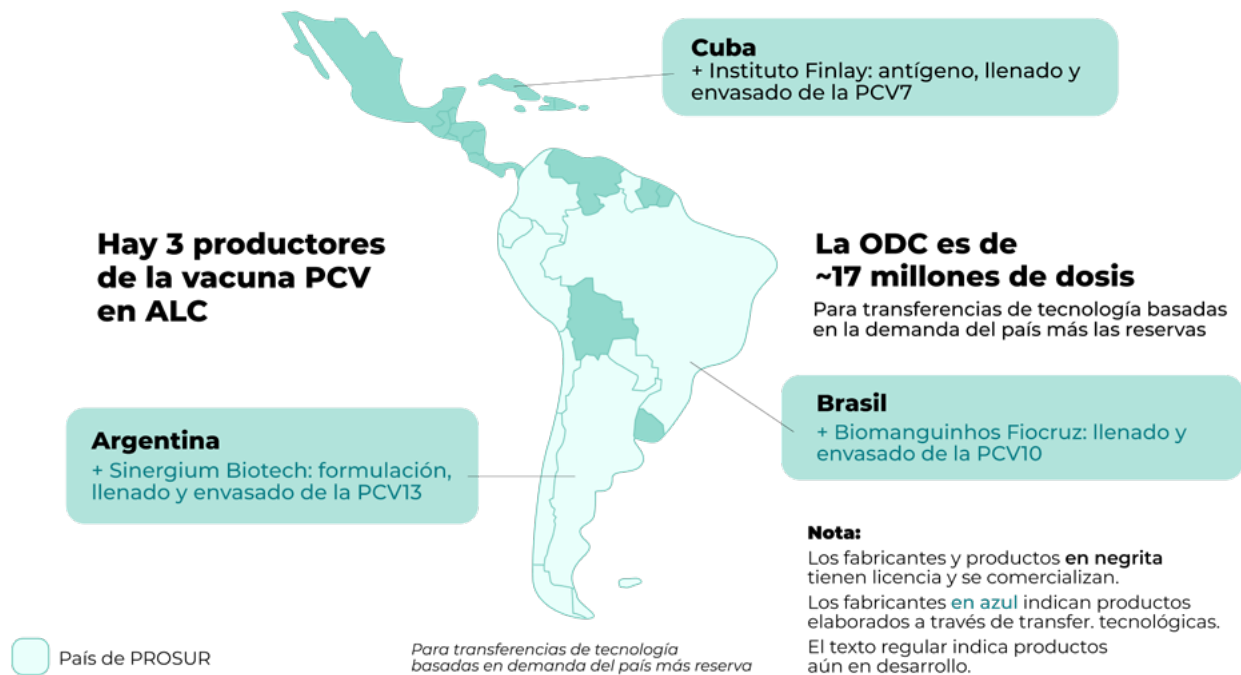 Cuba
+ Instituto Finlay: antígeno, llenado y
envasado de la PCV7
Hay 3 productores
de la vacuna PCV
en ALC
La ODC es de
~17 millones de dosis
Para transferencias de tecnología basadas
en la demanda del país más las reservas
Argentina
+ Sinergium Biotech: formulación,
llenado y envasado de la PCV13
Brasil
+ Biomanguinhos Fiocruz: llenado y
envasado de la PCV10
Nota:
Los fabricantes y productos en negrita
tienen licencia y se comercializan.
Los fabricantes en azul indican productos
elaborados a través de transfer. tecnológicas.
El texto regular indica productos
aún en desarrollo.
País de PROSUR
Para transferencias de tecnología
basadas en demanda del país más reserva